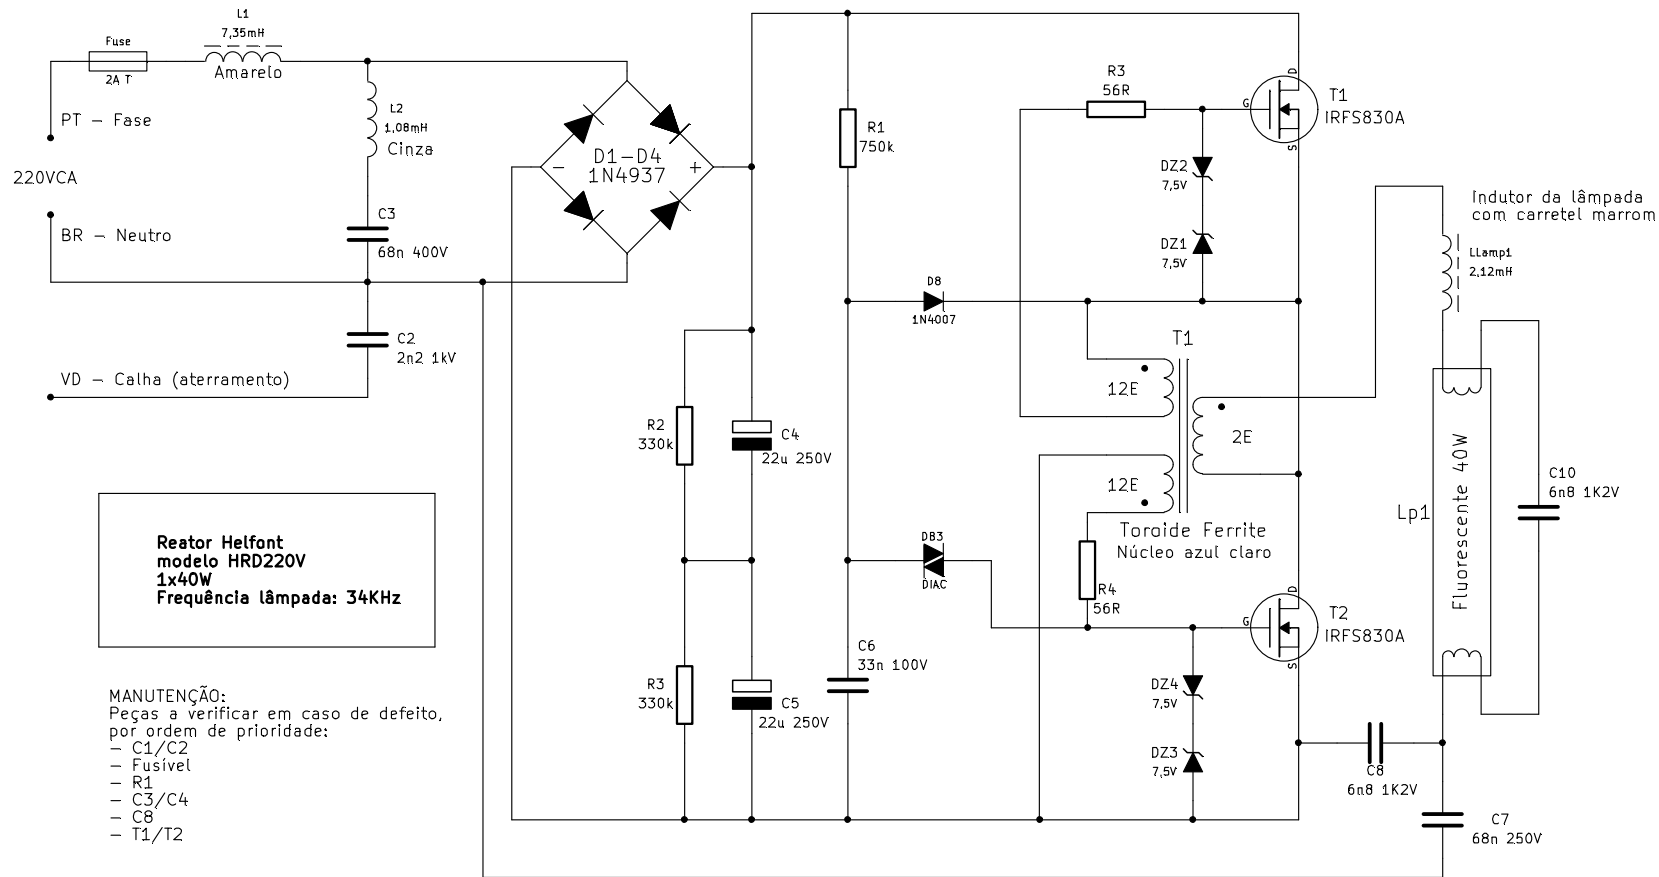 L1
7,35mH
Amarelo
Fuse
2A T
PT – Fase
220VCA
BR – Neutro
VD – Calha (aterramento)
L2
1,08mH
Cinza
C3
68n 400V
C2
2n2 1kV
D1–D4
1N4937
–
+
R1
750k
R3
56R
D
G
S
T1
IRFS830A
DZ2
7,5V
DZ1
7,5V
D8
1N4007
Indutor da lâmpada
com carretel marrom
LLamp1
2,12mH
T1
12E
2E
12E
Toroide Ferrite
Núcleo azul claro
R2
330k
C4
22u 250V
Lp1
Fluorescente 40W
C10
6n8 1K2V
Reator Helfont
modelo HRD220V
1x40W
Frequência lâmpada: 34KHz
DB3
DIAC
R4
56R
D
G
S
T2
IRFS830A
R3
330k
C5
22u 250V
C6
33n 100V
DZ4
7,5V
DZ3
7,5V
C8
6n8 1K2V
C7
68n 250V
MANUTENÇÃO:
Peças a verificar em caso de defeito,
por ordem de prioridade:
– C1/C2
– Fusível
– R1
– C3/C4
– C8
– T1/T2